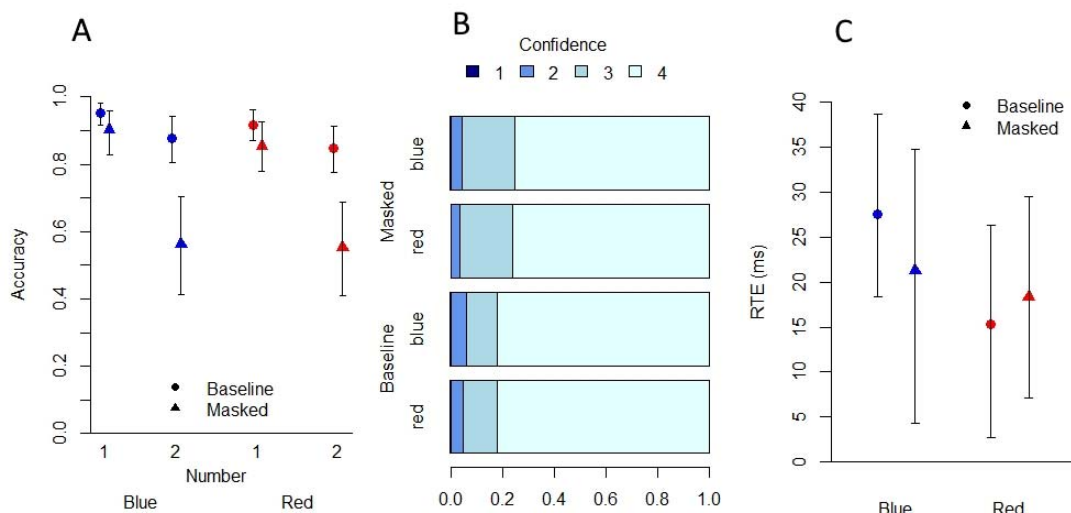 A
Accuracy
1.0
0.8
0.6
0.4
0.2
0.0
Baseline
Masked
1 2 1 2
Number
Blue Red
B
Confidence
1 2 3 4
Masked
blue
red
Baseline
blue
red
0.0 0.2 0.4 0.6 0.8 1.0
C
RTE (ms)
40
35
30
25
20
15
10
5
0
Baseline
Masked
Blue Red